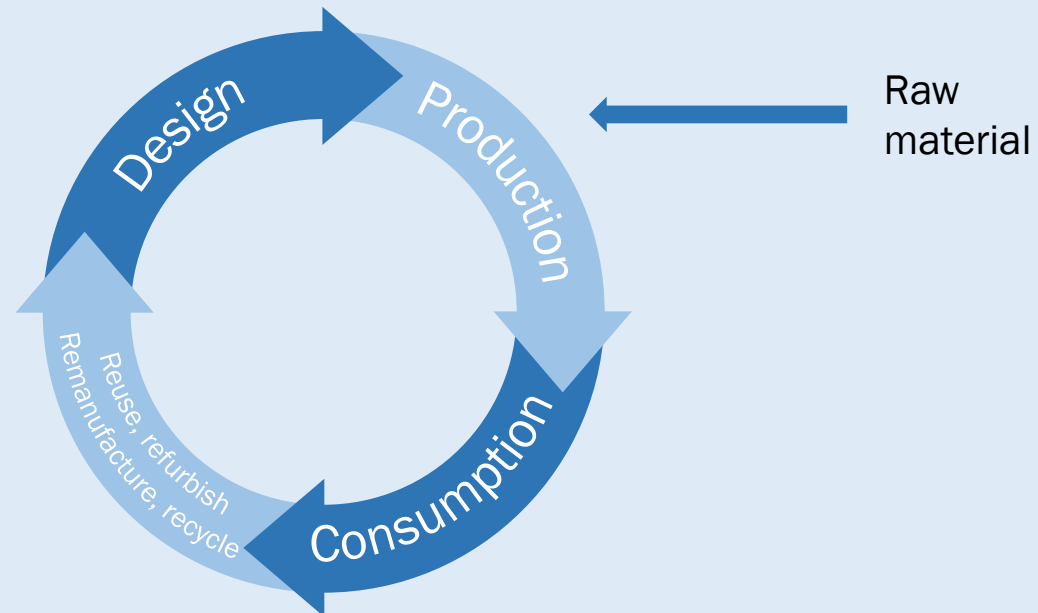 Design
Production
Raw
material
Consumption
Reuse, refurbish
Remanufacture, recycle